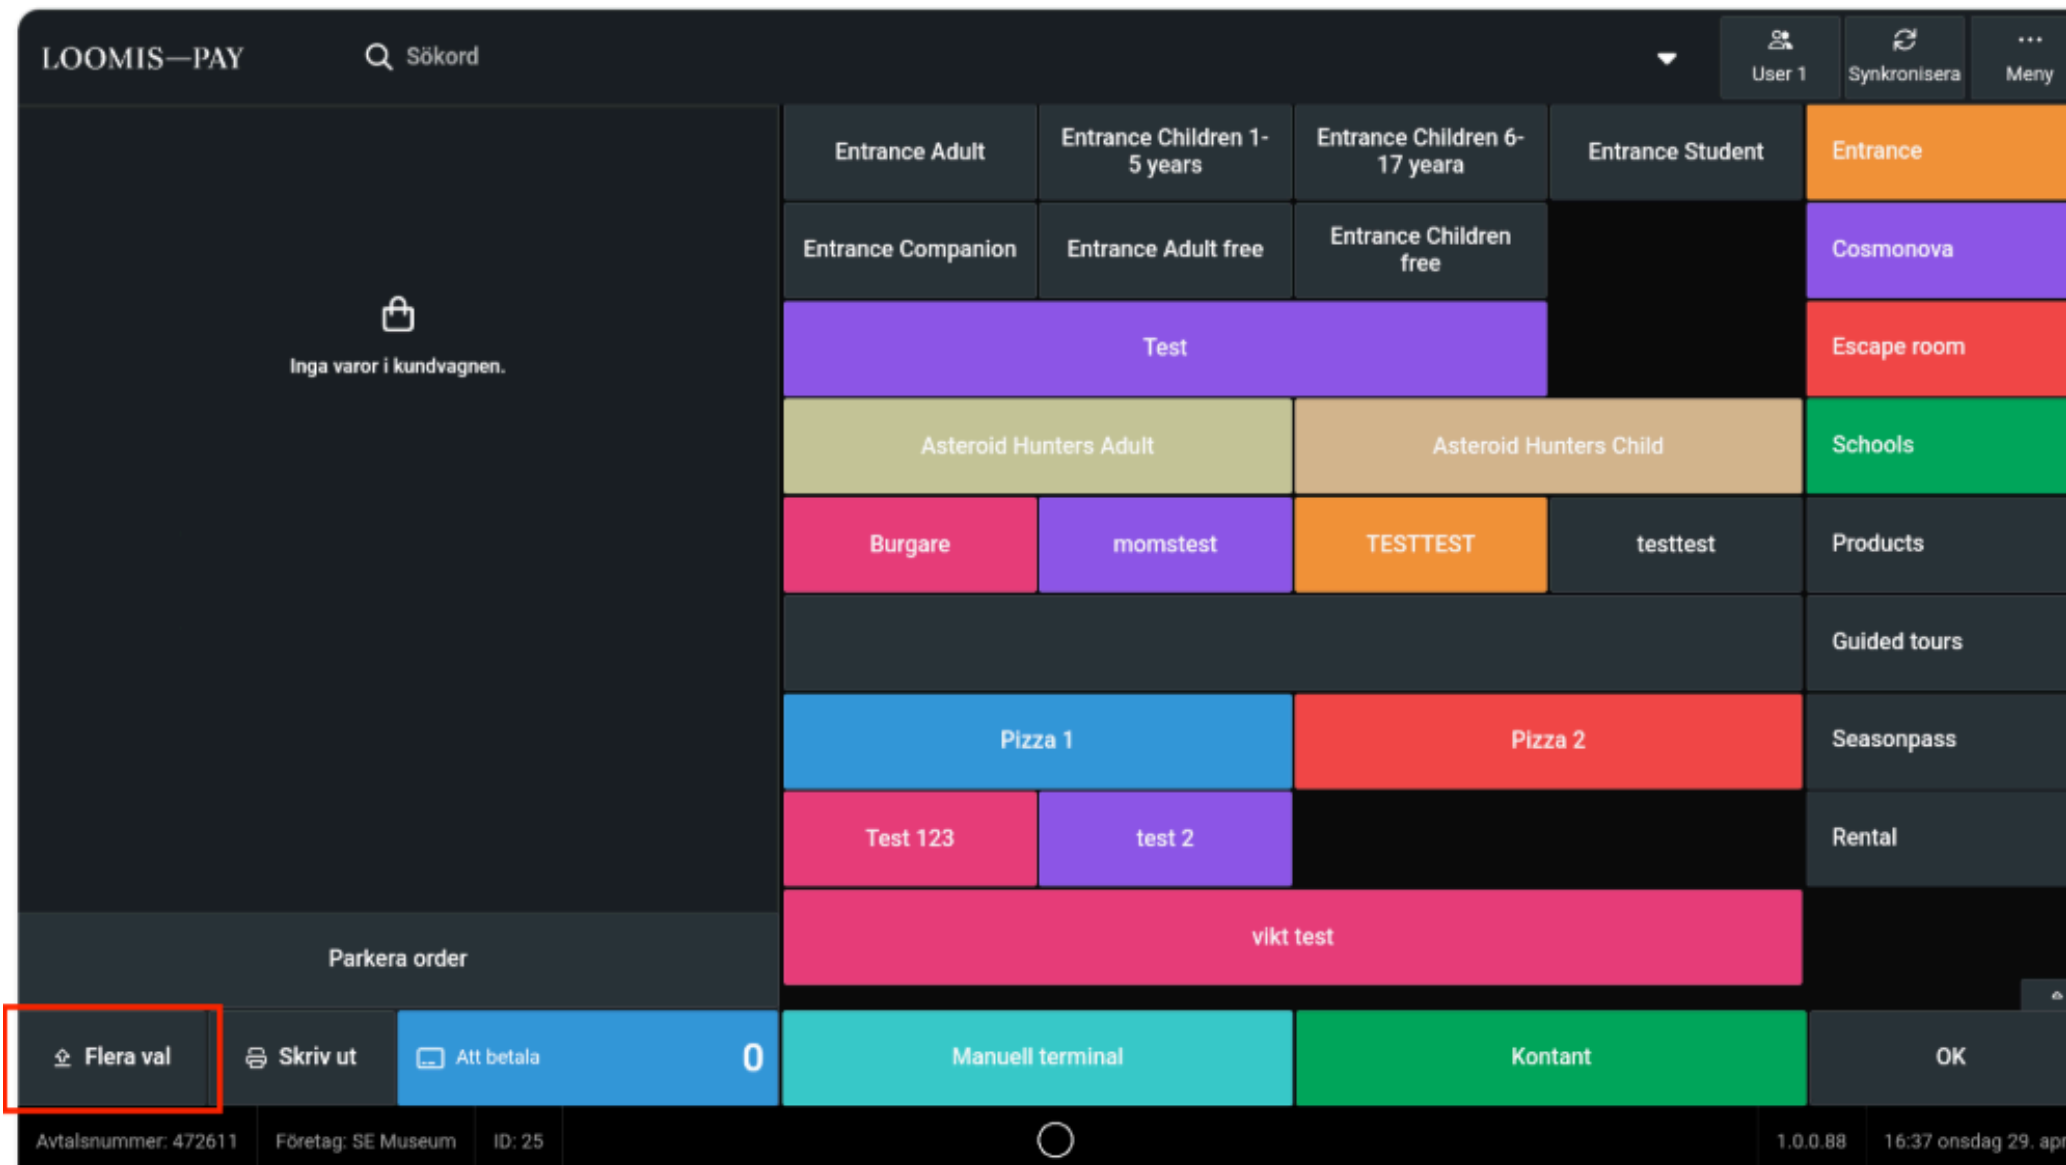 LOOMIS—PAY
Sökord
User 1
Synkronisera
Meny
Entrance Adult
Entrance Children 1-
5 years
Entrance Children 6-
17 yeara
Entrance Student
Entrance
Entrance Companion
Entrance Adult free
Entrance Children
free
Cosmonova
Inga varor i kundvagnen.
Test
Escape room
Asteroid Hunters Adult
Asteroid Hunters Child
Schools
Burgare
momstest
TESTTEST
testtest
Products
Guided tours
Pizza 1
Pizza 2
Seasonpass
Test 123
test 2
Rental
vikt test
Parkera order
Flera val
Skriv ut
Att betala
0
Manuell terminal
Kontant
OK
Avtalsnummer: 472611
Företag: SE Museum
ID: 25
1.0.0.88
16:37 onsdag 29. apr